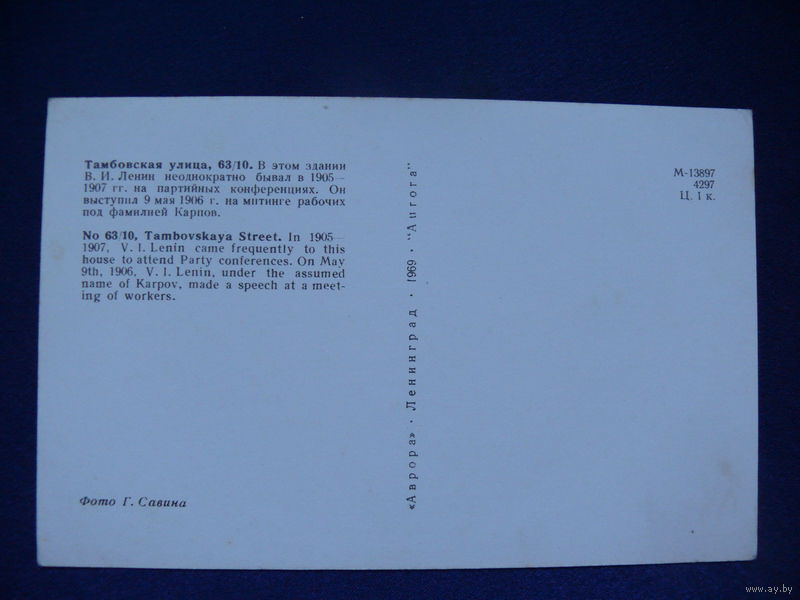 Тамбовская улица, 63/10. В этом здании
В. И. Ленин неоднократно бывал в 1905—
1907 гг. на партийных конференциях. Он
выступил 9 мая 1906 г. на митинге рабочих
под фамилией Карпов.
No 63/10, Tambovskaya Street. In 1905—
1907, V. I. Lenin came frequently to this
house to attend Party conferences. On May
9th, 1906, V. I. Lenin, under the assumed
name of Karpov, made a speech at a meet-
ing of workers.
Фото Г. Савина
«Аврора» · Ленинград · 1969 · "Aurora"
М-13897
4297
Ц. 1 к.
www.ay.by